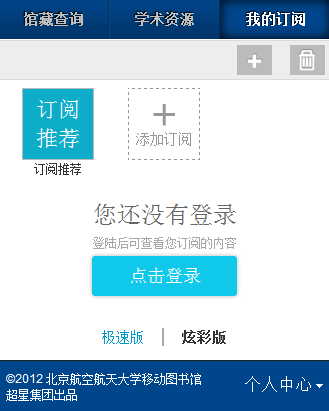 馆藏查询 学术资源 我的订阅
订阅
推荐
添加订阅
订阅推荐
您还没有登录
登陆后可查看您订阅的内容
点击登录
极速版 | 炫彩版
©2012 北京航空航天大学移动图书馆
超星集团出品
个人中心